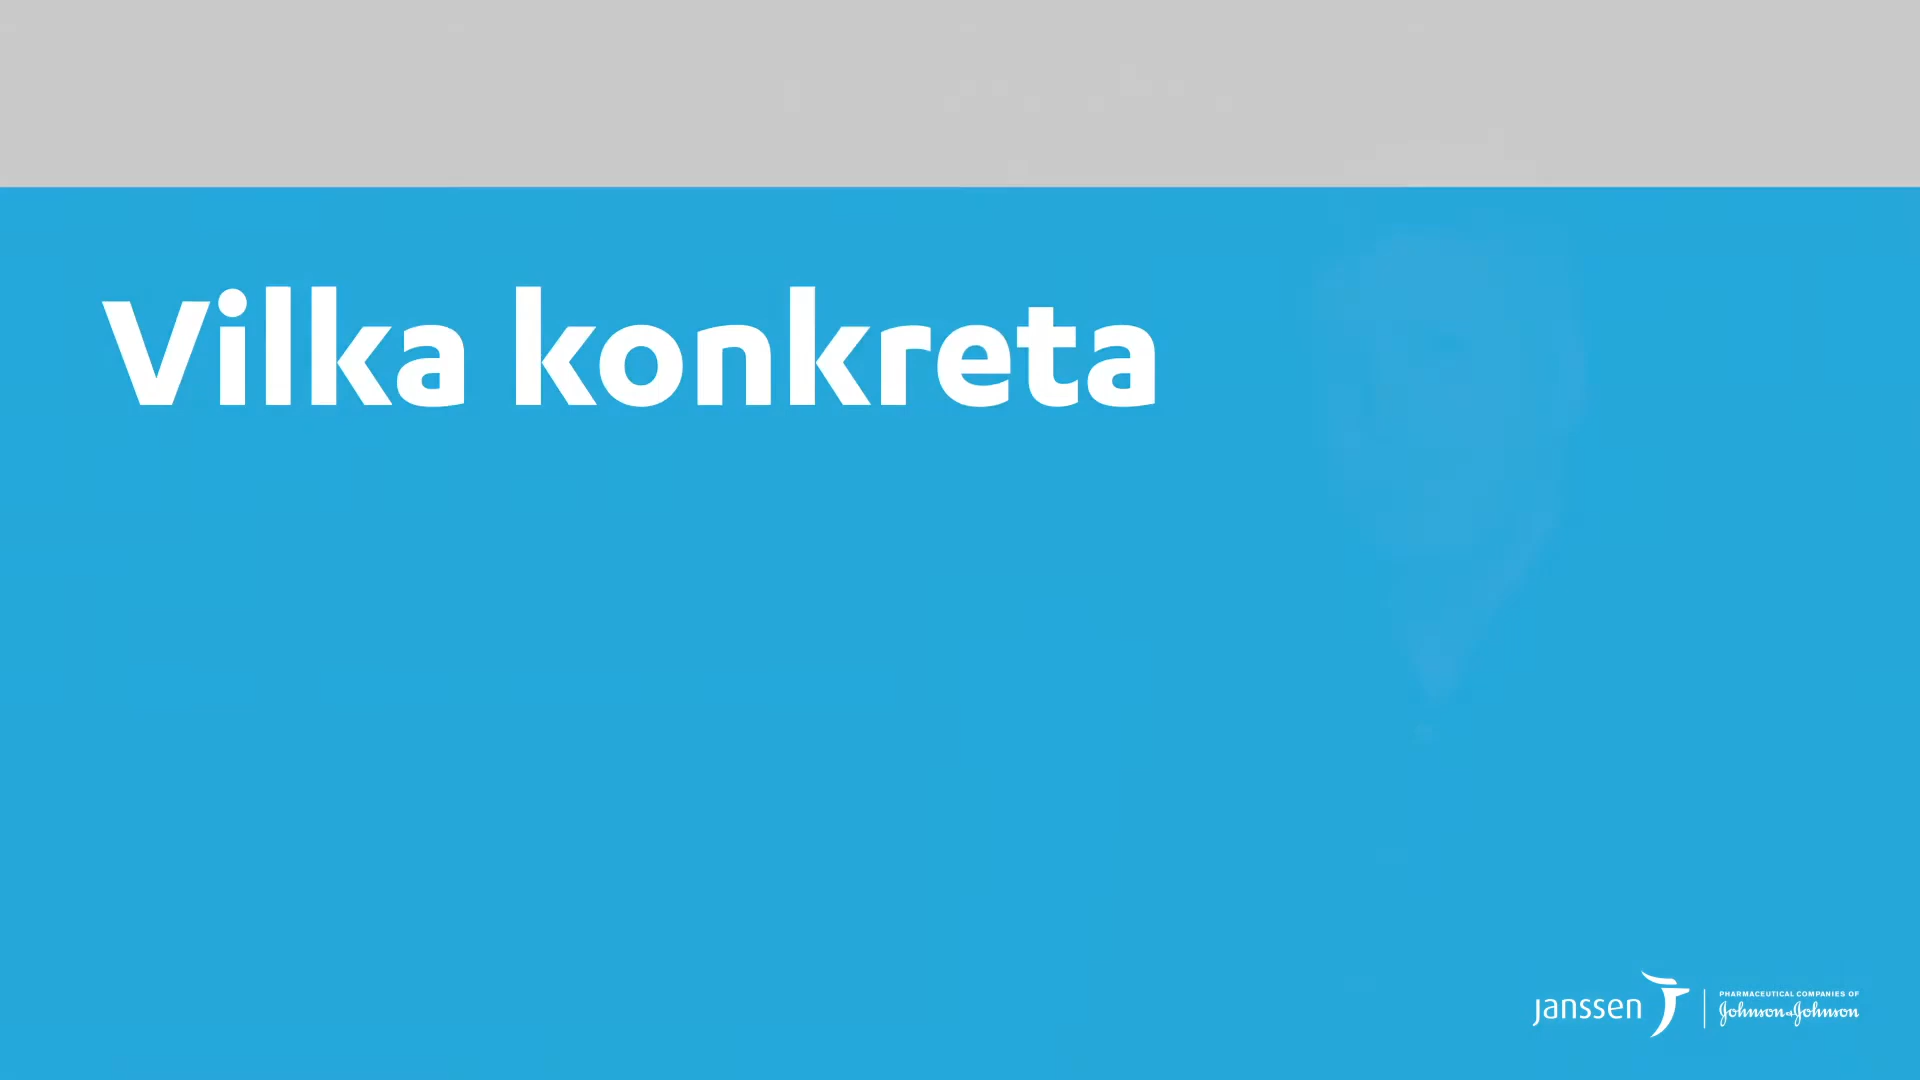 Vilka konkreta
janssen
PHARMACEUTICAL COMPANIES OF
Johnson & Johnson